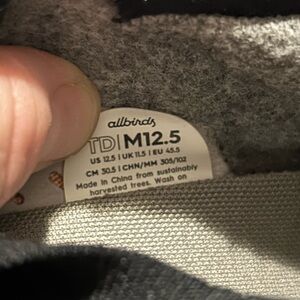 allbirds
TD|M12.5
US 12.5 | UK 11.5 | EU 45.5
CM 30.5 | CHN/MM 305/102
Made in China from sustainably
harvested trees. Wash on